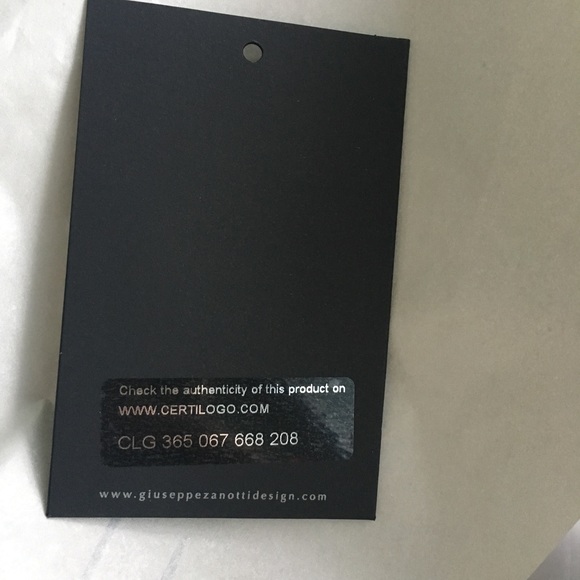 Check the authenticity of this product on
WWW.CERTILOGO.COM
CLG 365 067 668 208
www.giuseppezanottidesign.com